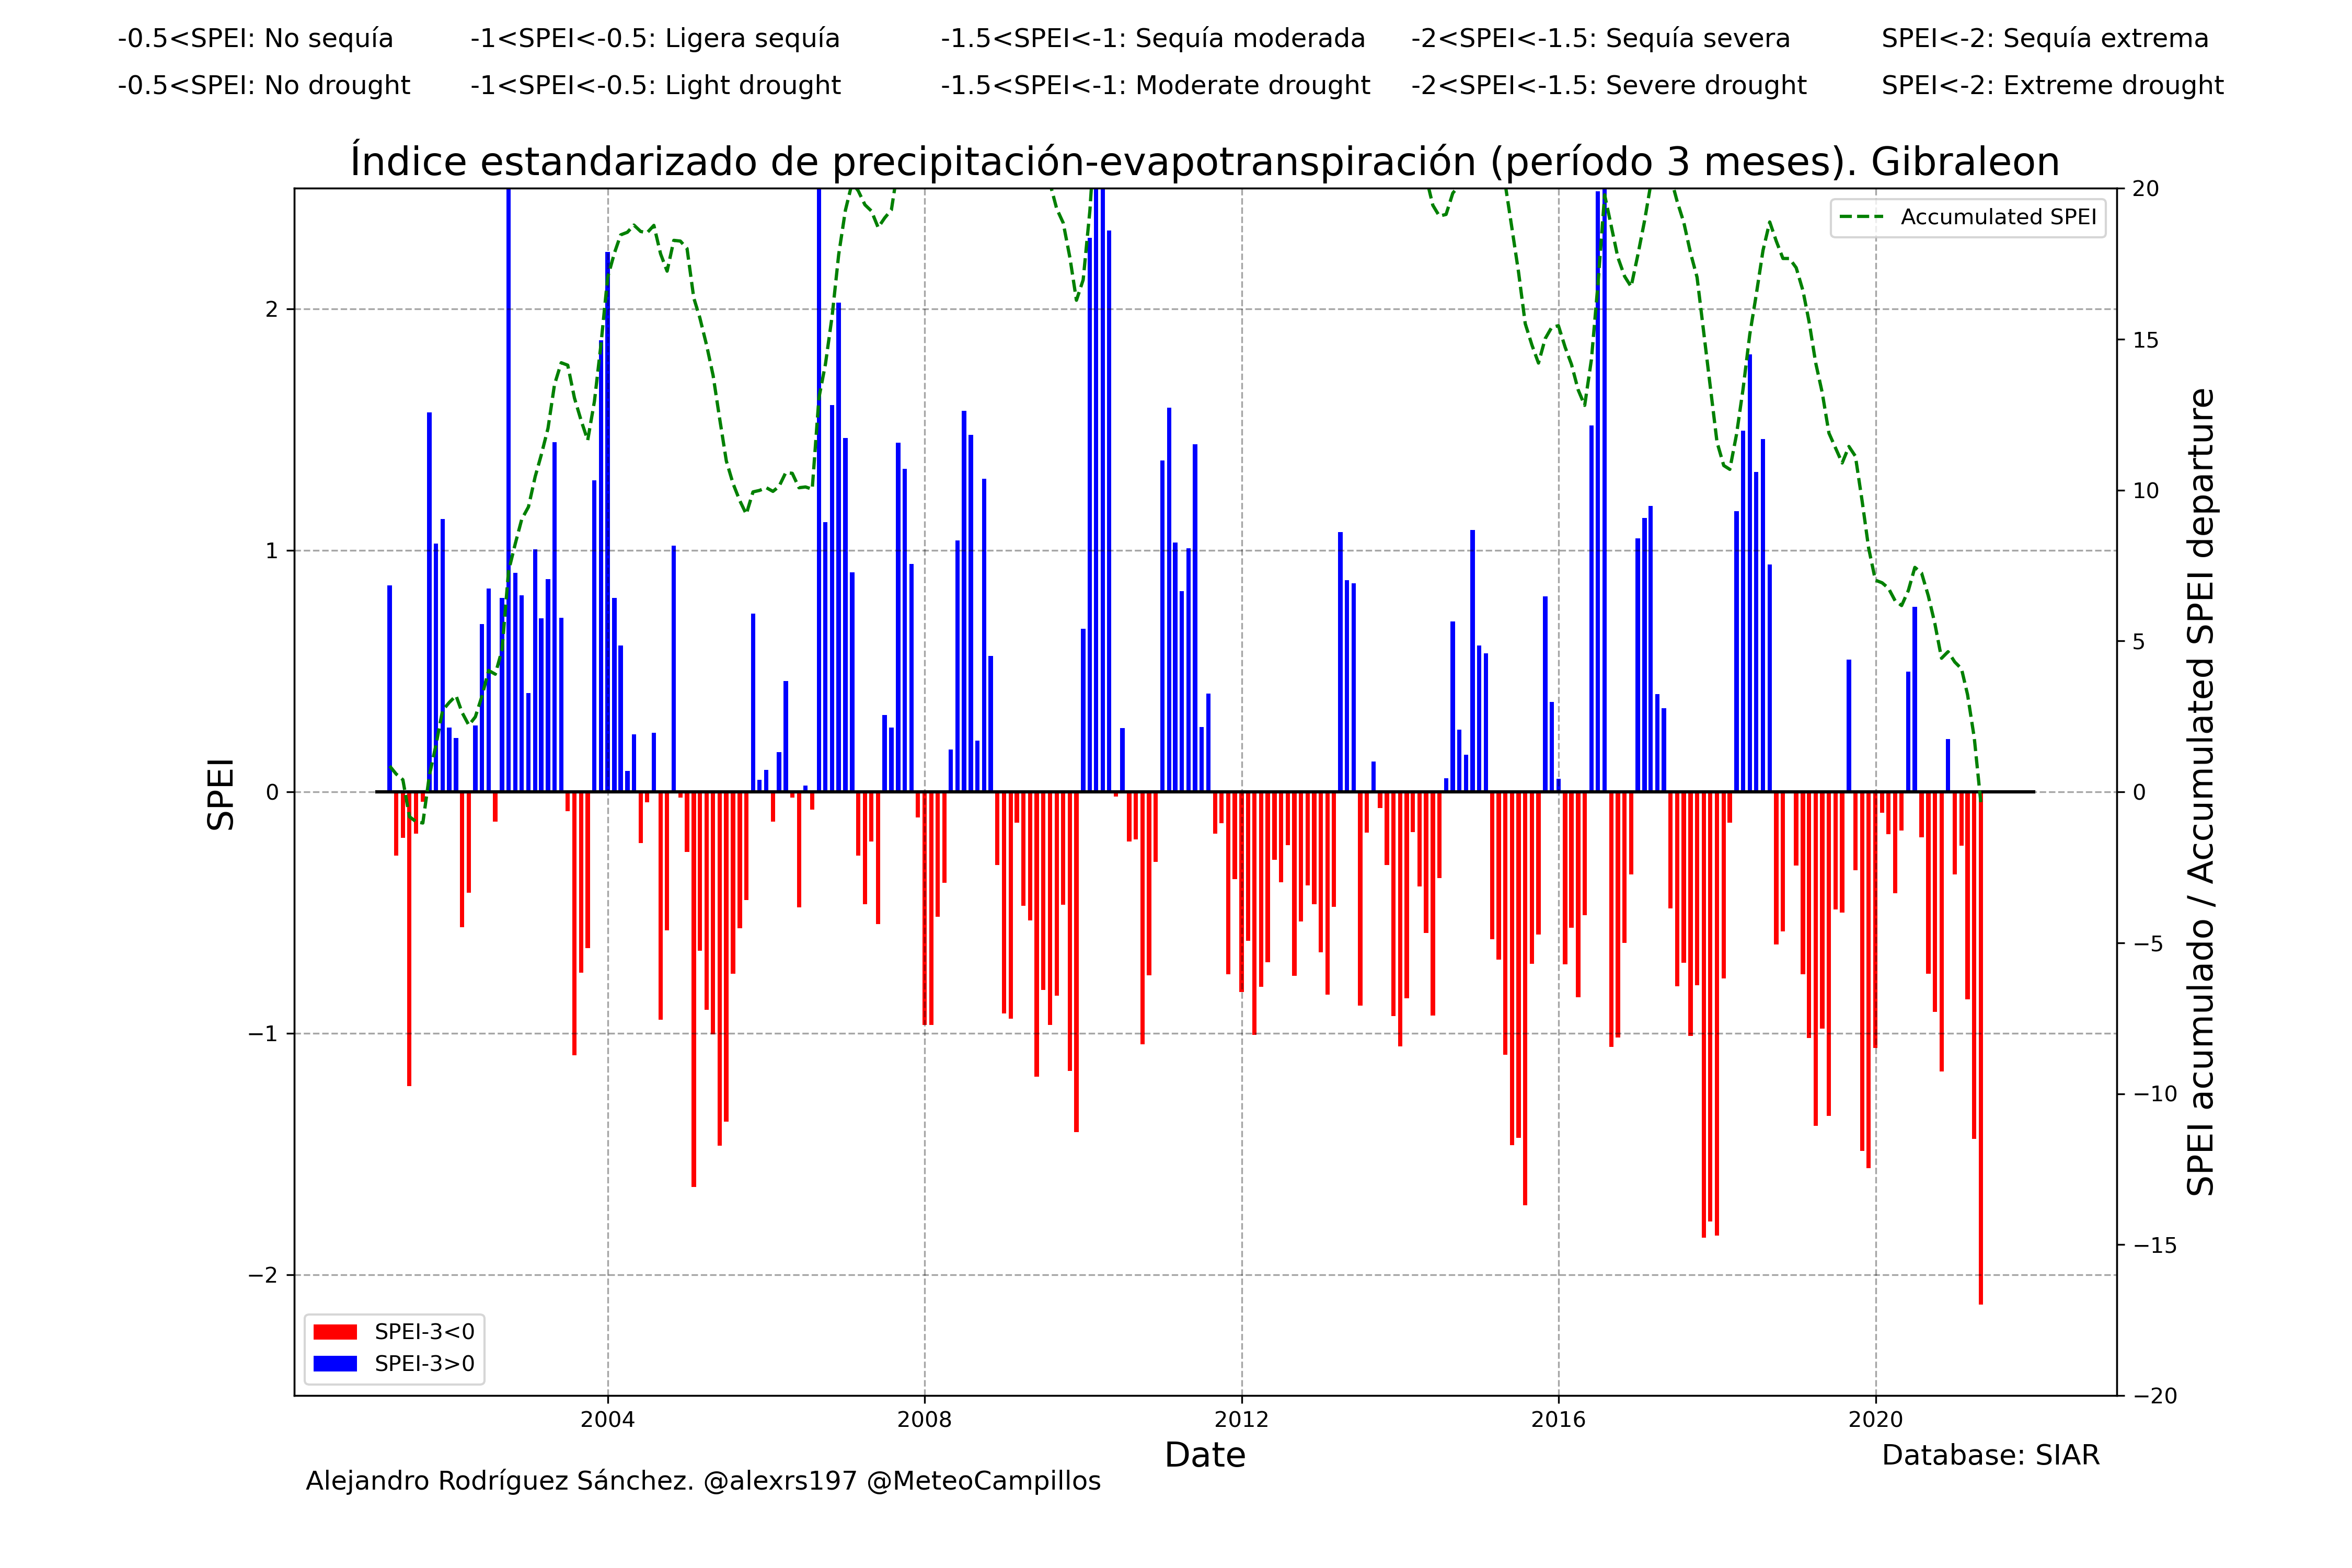 -0.5<SPEI: No sequía -1<SPEI<-0.5: Ligera sequía -1.5<SPEI<-1: Sequía moderada -2<SPEI<-1.5: Sequía severa SPEI<-2: Sequía extrema
-0.5<SPEI: No drought -1<SPEI<-0.5: Light drought -1.5<SPEI<-1: Moderate drought -2<SPEI<-1.5: Severe drought SPEI<-2: Extreme drought
Índice estandarizado de precipitación-evapotranspiración (período 3 meses). Gibraleon
Accumulated SPEI
SPEI
2
1
0
−1
−2
20
15
10
5
0
−5
−10
−15
−20
SPEI acumulado / Accumulated SPEI departure
SPEI-3<0
SPEI-3>0
2004 2008 2012 2016 2020
Date
Database: SIAR
Alejandro Rodríguez Sánchez. @alexrs197 @MeteoCampillos